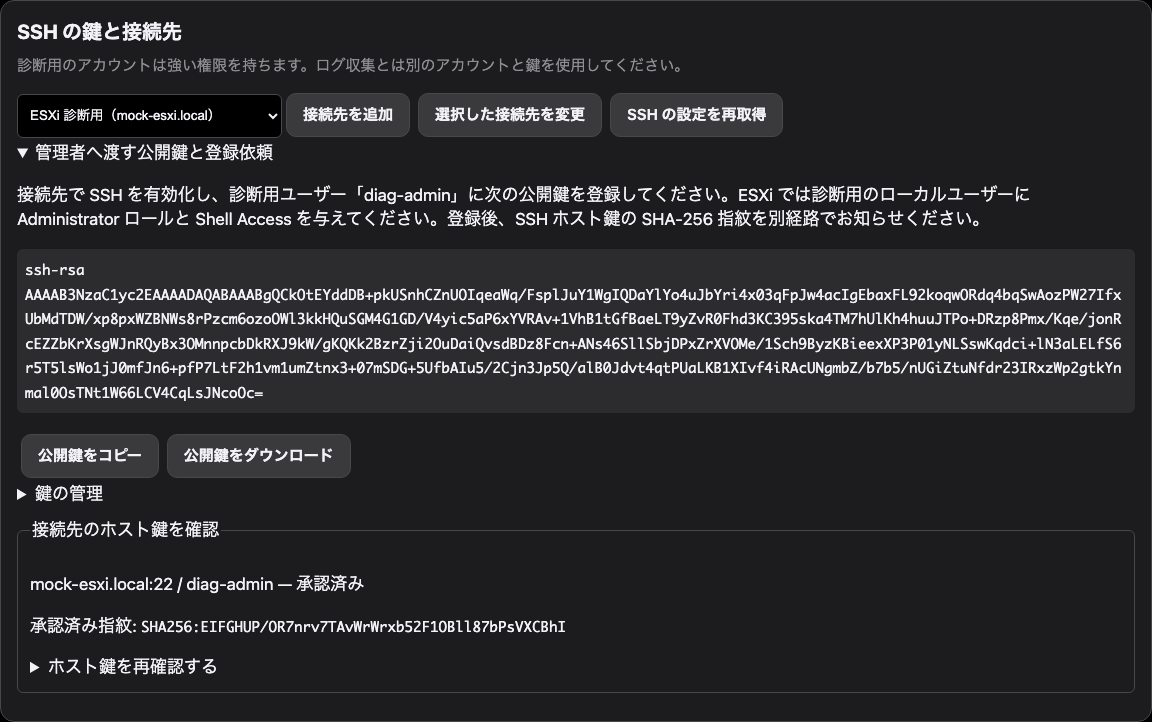 SSH の鍵と接続先
診断用のアカウントは強い権限を持ちます。ログ収集とは別のアカウントと鍵を使用してください。
ESXi 診断用（mock-esxi.local） 接続先を追加 選択した接続先を変更 SSH の設定を再取得
▼ 管理者へ渡す公開鍵と登録依頼
接続先で SSH を有効化し、診断用ユーザー「diag-admin」に次の公開鍵を登録してください。ESXi では診断用のローカルユーザーに
Administrator ロールと Shell Access を与えてください。登録後、SSH ホスト鍵の SHA-256 指紋を別経路でお知らせください。
ssh-rsa
AAAAB3NzaC1yc2EAAAADAQABAAABgQCkOtEYddDB+pkUSnhCZnUOIqeaWq/FsplJuY1WgIQDaYlYo4uJbYri4x03qFpJw4acIgEbaxFL92koqwORdq4bqSwAozPW27Ifx
UbMdTDW/xp8pxWZBNWs8rPzcm6ozoOWl3kkHQuSGM4G1GD/V4yic5aP6xYVRAv+1VhB1tGfBaeLT9yZvR0Fhd3KC395ska4TM7hUlKh4huuJTPo+DRzp8Pmx/Kqe/jonR
cEZZbKrXsgWJnRQyBx3OMnnpcbDkRXJ9kW/gKQKk2BzrZji2OuDaiQvsdBDz8Fcn+ANs46SllSbjDPxZrXVOMe/1Sch9ByzKBieexXP3P01yNLSswKqdci+lN3aLELfS6
r5T5lsWo1jJ0mfJn6+pfP7LtF2h1vm1umZtnx3+07mSDG+5UfbAIu5/2Cjn3Jp5Q/alB0Jdvt4qtPUaLKB1XIvf4iRAcUNgmbZ/b7b5/nUGiZtuNfdr23IRxzWp2gtkYn
mal0OsTNt1W66LCV4CqLsJNcoOc=
公開鍵をコピー 公開鍵をダウンロード
▶ 鍵の管理
接続先のホスト鍵を確認
mock-esxi.local:22 / diag-admin — 承認済み
承認済み指紋: SHA256:EIFGHUP/OR7nrv7TAvWrWrxb52F1OBll87bPsVXCBhI
▶ ホスト鍵を再確認する